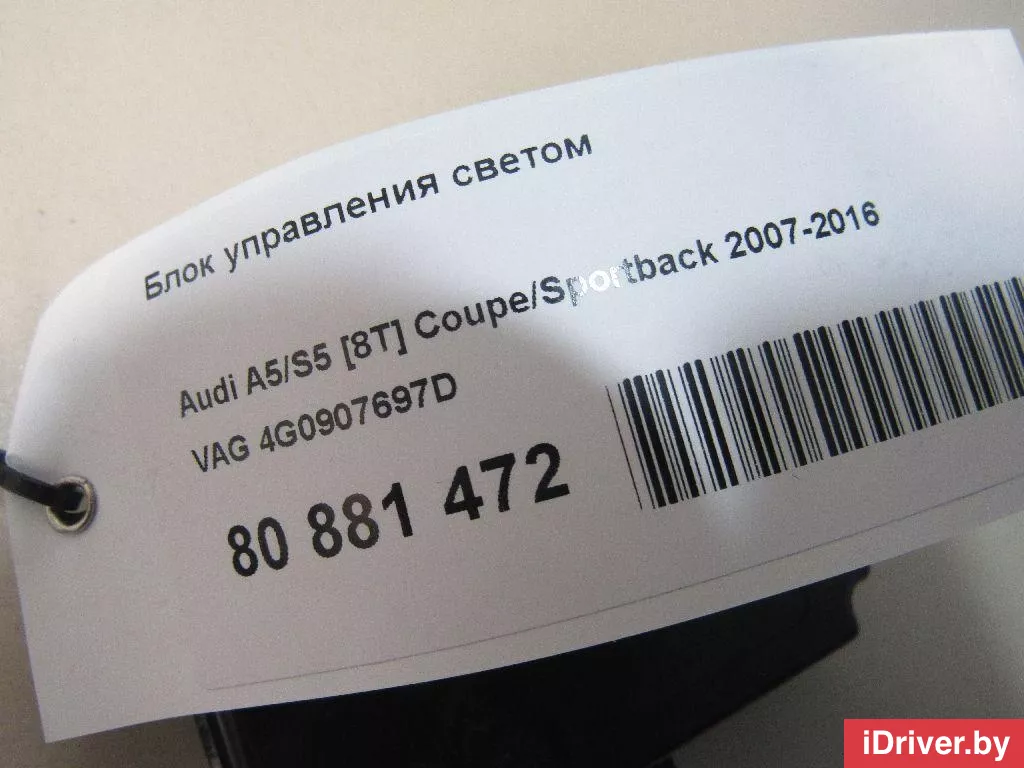 Блок управления светом
Audi A5/S5 [8T] Coupe/Sportback 2007-2016
VAG 4G0907697D
80 881 472
iDriver.by